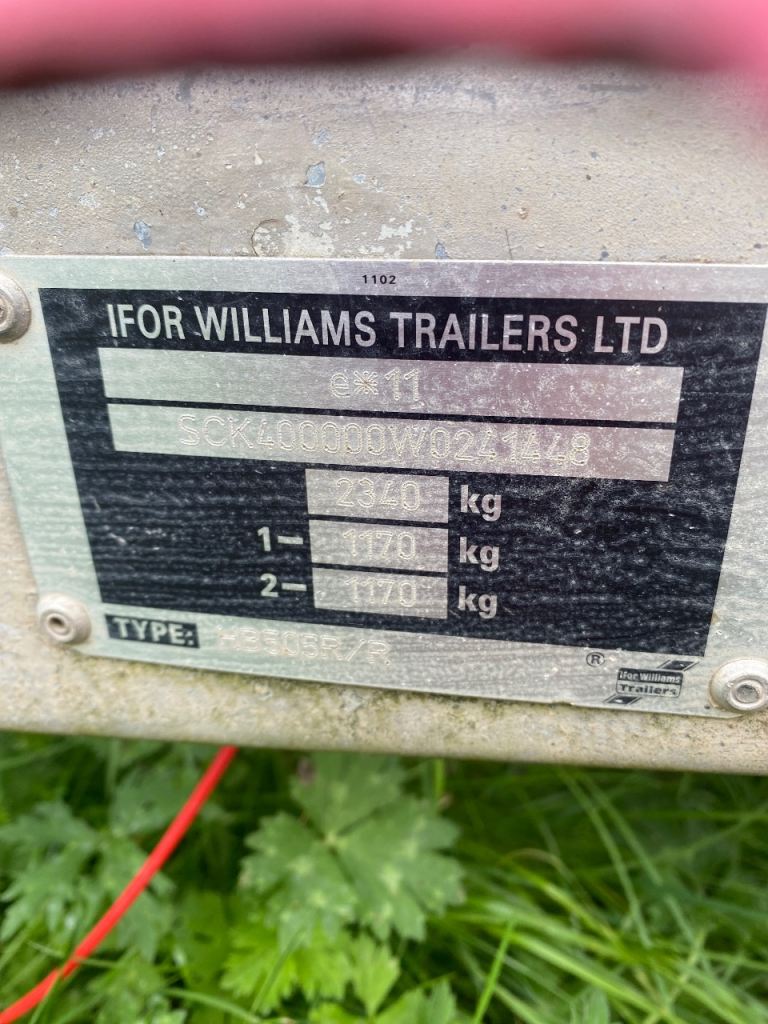 1102
IFOR WILLIAMS TRAILERS LTD
e*11
SCK400000W0241448
2340 kg
1– 1170 kg
2– 1170 kg
TYPE: HB505R/R
®
Ifor Williams
Trailers